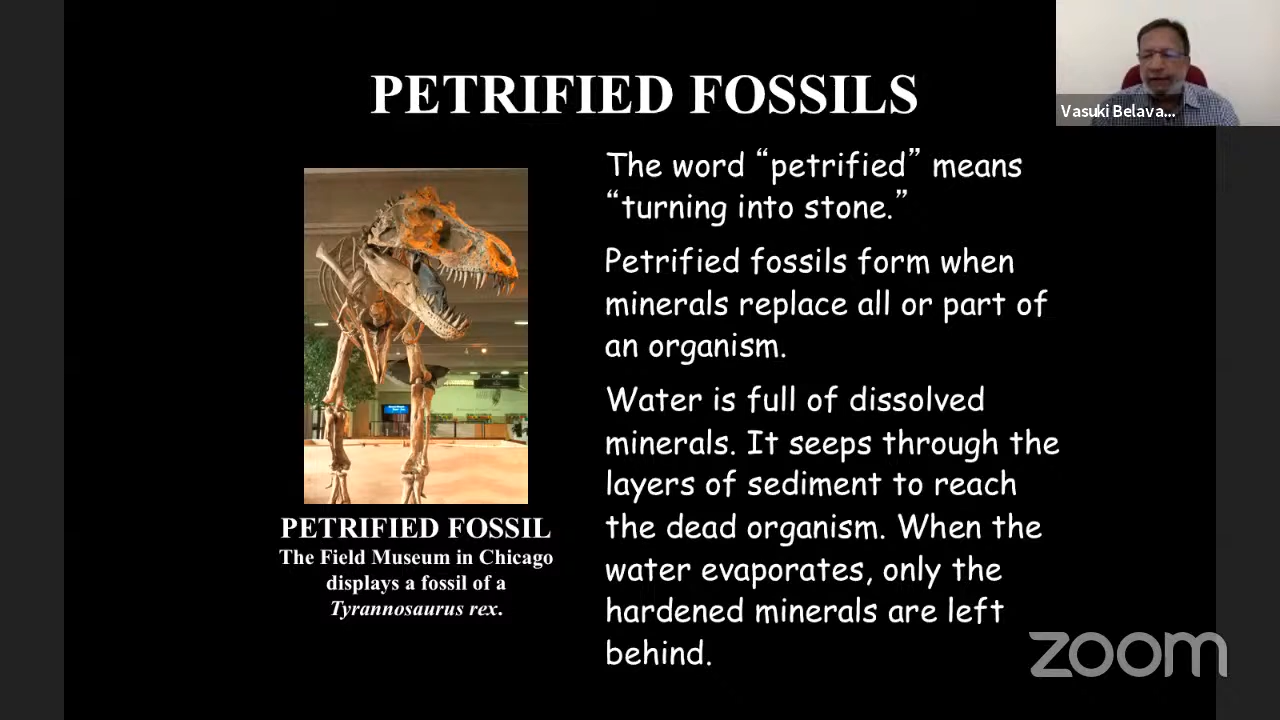 PETRIFIED FOSSILS
Vasuki Belava...
The word “petrified” means
“turning into stone.”
Petrified fossils form when
minerals replace all or part of
an organism.
Water is full of dissolved
minerals. It seeps through the
layers of sediment to reach
the dead organism. When the
water evaporates, only the
hardened minerals are left
behind.
PETRIFIED FOSSIL
The Field Museum in Chicago
displays a fossil of a
Tyrannosaurus rex.
zoom